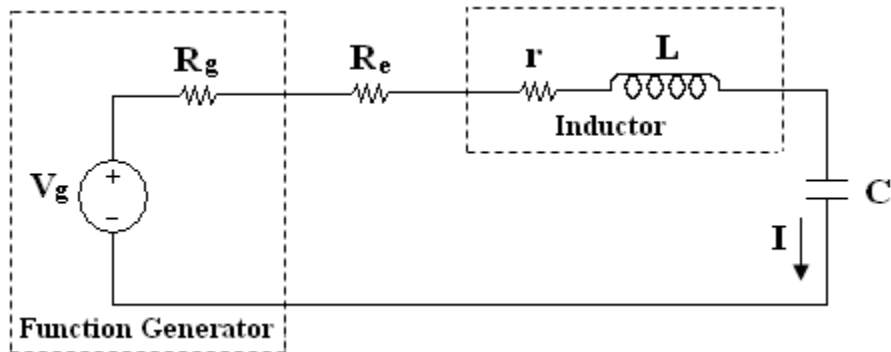 Rg
Re
r
L
Inductor
Vg
+
−
C
I
Function Generator